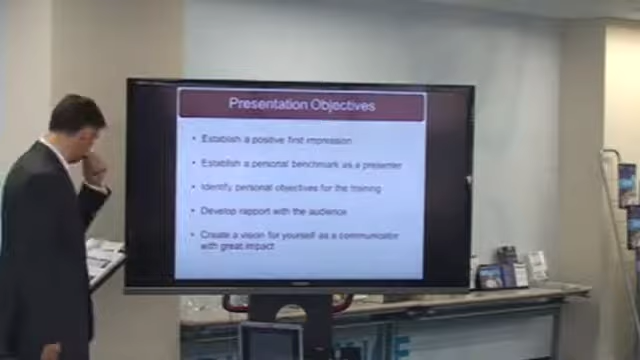 Presentation Objectives
• Establish a positive first impression
• Establish a personal benchmark as a presenter
• Identify personal objectives for the training
• Develop rapport with the audience
• Create a vision for yourself as a communicator
with great impact